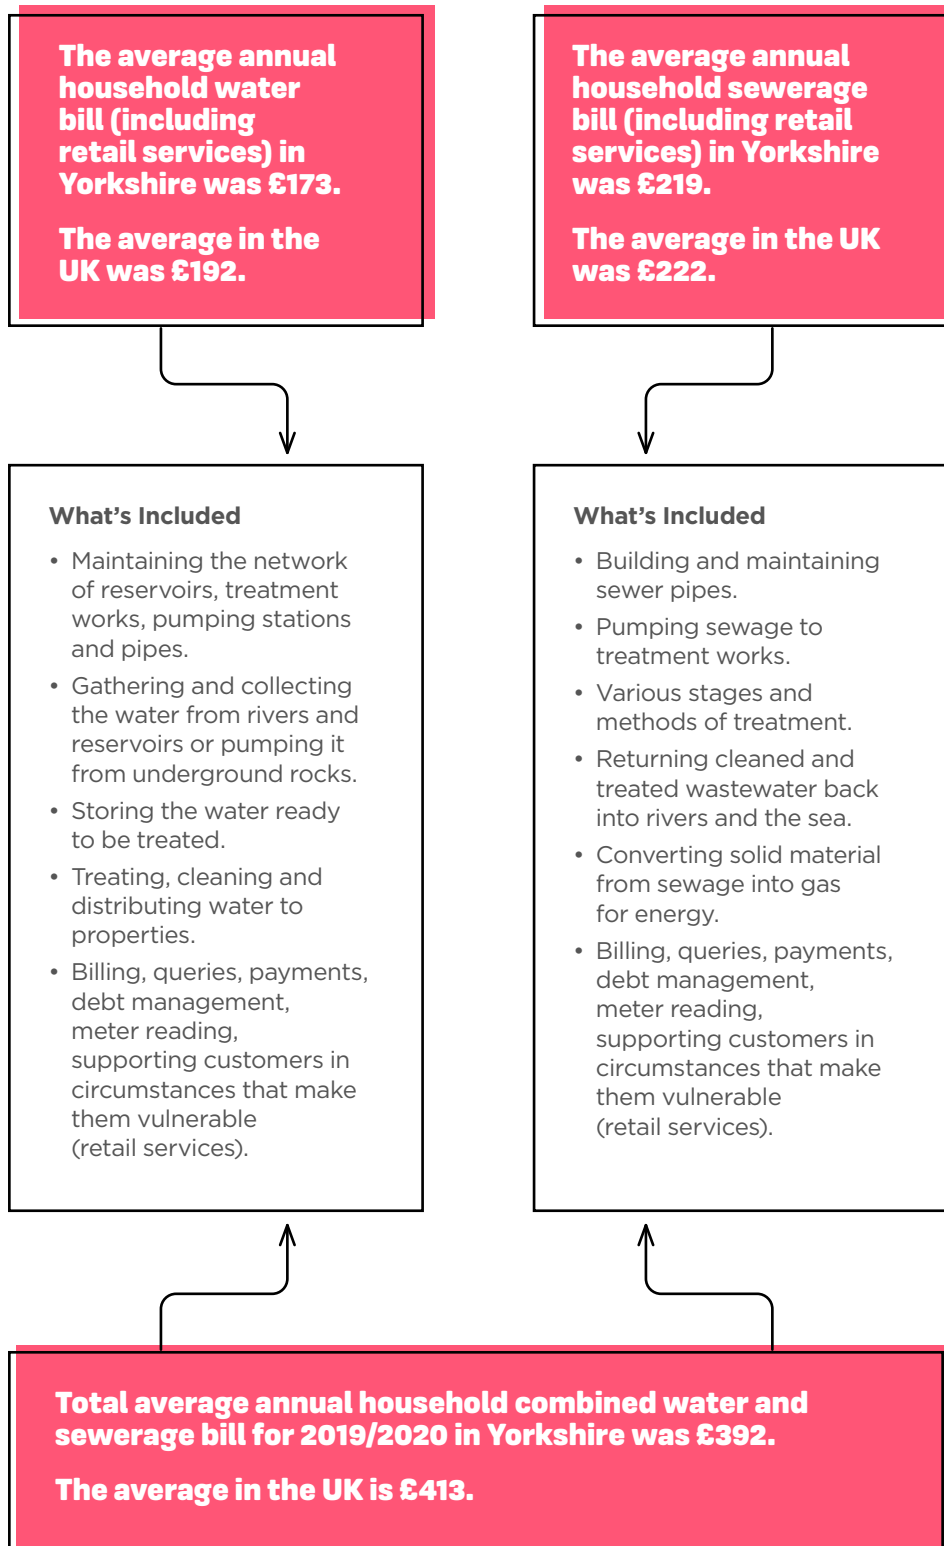 The average annual
household water
bill (including
retail services) in
Yorkshire was £173.
The average in the
UK was £192.
The average annual
household sewerage
bill (including retail
services) in Yorkshire
was £219.
The average in the UK
was £222.
What's Included
• Maintaining the network
of reservoirs, treatment
works, pumping stations
and pipes.
• Gathering and collecting
the water from rivers and
reservoirs or pumping it
from underground rocks.
• Storing the water ready
to be treated.
• Treating, cleaning and
distributing water to
properties.
• Billing, queries, payments,
debt management,
meter reading,
supporting customers in
circumstances that make
them vulnerable
(retail services).
What's Included
• Building and maintaining
sewer pipes.
• Pumping sewage to
treatment works.
• Various stages and
methods of treatment.
• Returning cleaned and
treated wastewater back
into rivers and the sea.
• Converting solid material
from sewage into gas
for energy.
• Billing, queries, payments,
debt management,
meter reading,
supporting customers in
circumstances that make
them vulnerable
(retail services).
Total average annual household combined water and
sewerage bill for 2019/2020 in Yorkshire was £392.
The average in the UK is £413.